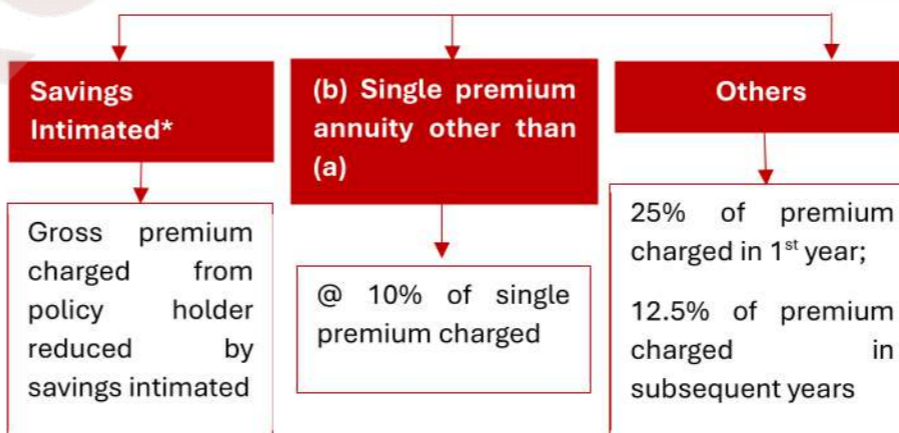 Savings
Intimated*
Gross premium
charged from
policy holder
reduced by
savings intimated
(b) Single premium
annuity other than
(a)
@ 10% of single
premium charged
Others
25% of premium
charged in 1st year;
12.5% of premium
charged in
subsequent years